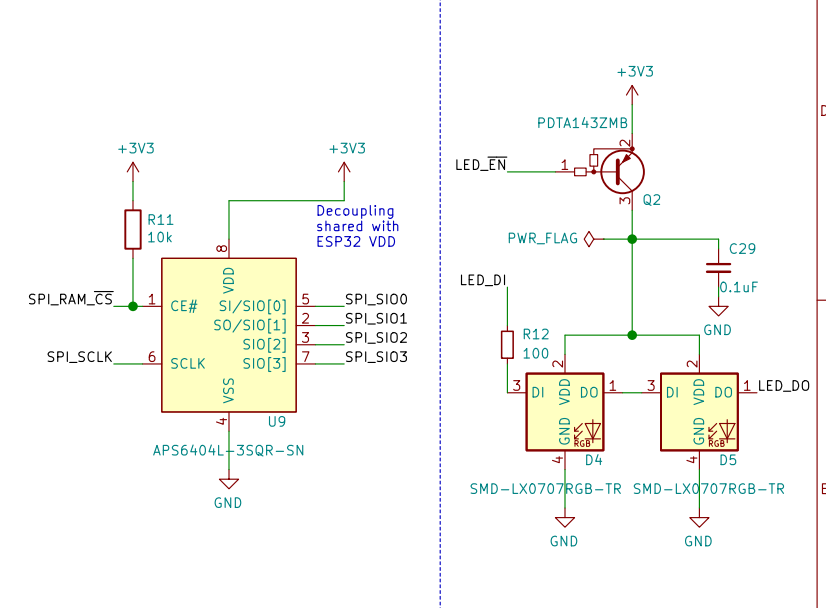 +3V3
+3V3
R11
10k
Decoupling
shared with
ESP32 VDD
8
VDD
SPI_RAM_CS
1
CE#
SI/SIO[0]
5
SPI_SIO0
SO/SIO[1]
2
SPI_SIO1
SIO[2]
3
SPI_SIO2
SPI_SCLK
6
SCLK
SIO[3]
7
SPI_SIO3
VSS
4
U9
APS6404L-3SQR-SN
GND
+3V3
PDTA143ZMB
2
LED_EN
1
3
Q2
PWR_FLAG
C29
0.1uF
GND
LED_DI
R12
100
2
2
3
DI
VDD
DO
1
3
DI
VDD
DO
1
LED_DO
GND
RGB
GND
RGB
4
D4
4
D5
SMD-LX0707RGB-TR
SMD-LX0707RGB-TR
GND
GND